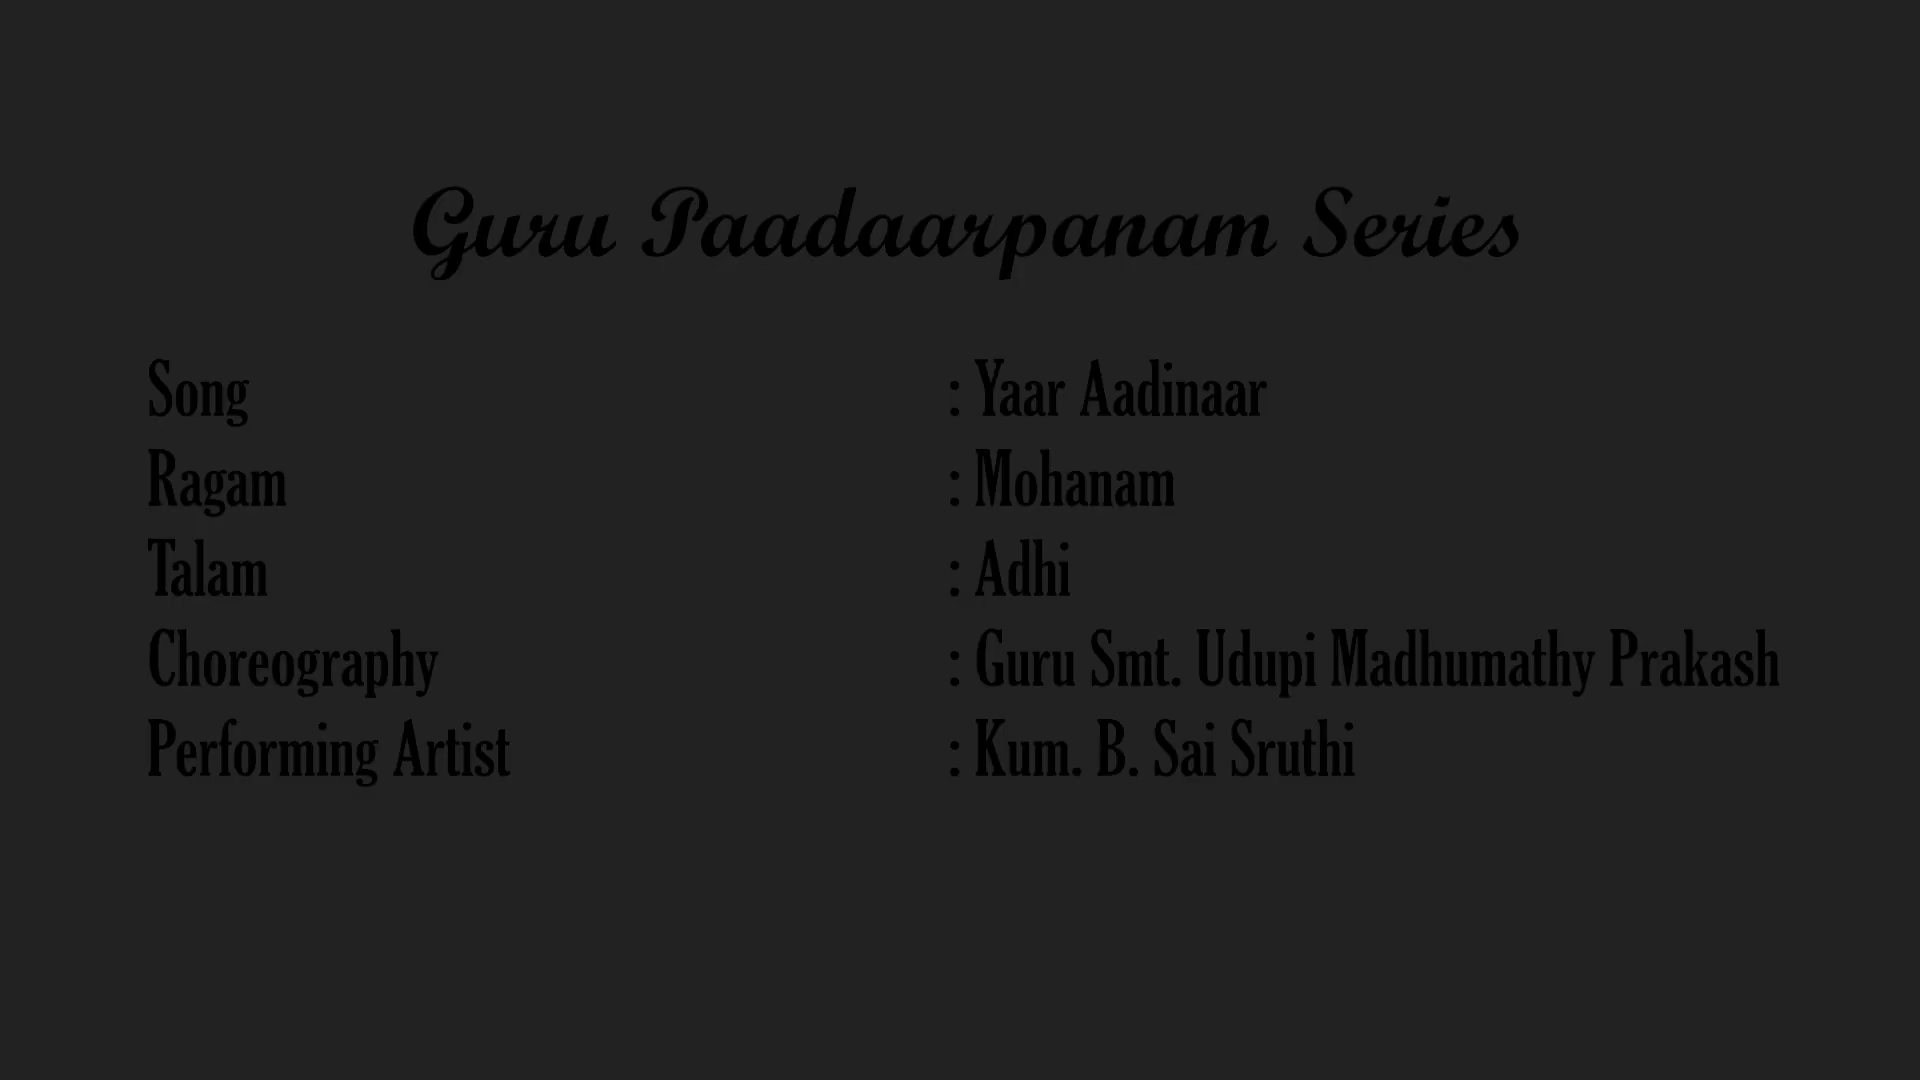 Guru Paadaarpanam Series
Song : Yaar Aadinaar
Ragam : Mohanam
Talam : Adhi
Choreography : Guru Smt. Udupi Madhumathy Prakash
Performing Artist : Kum. B. Sai Sruthi